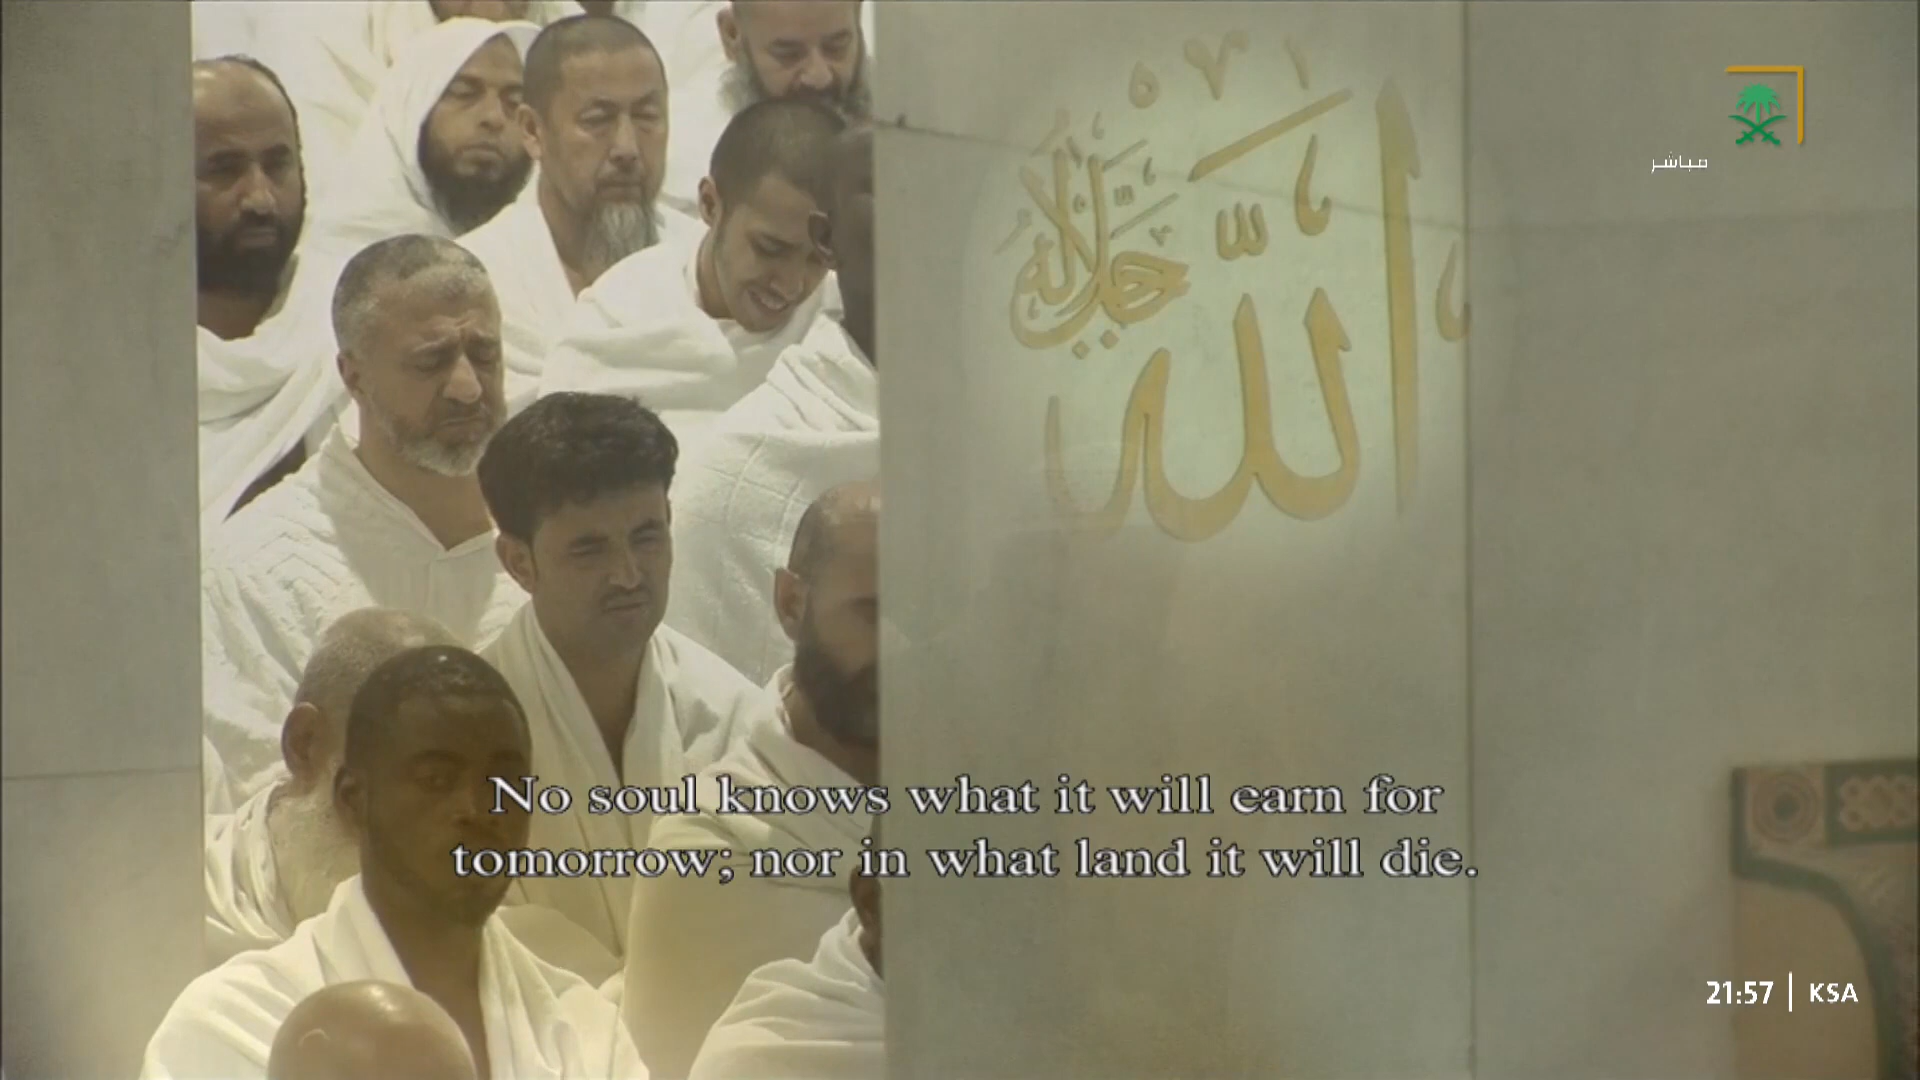 مباشر
الله
جل جلاله
No soul knows what it will earn for
tomorrow; nor in what land it will die.
21:57 | KSA